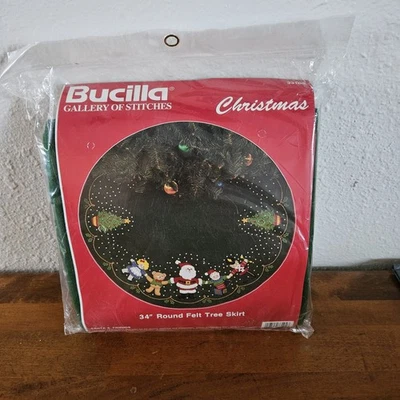 Bucilla®
GALLERY OF STITCHES
Christmas
34" Round Felt Tree Skirt